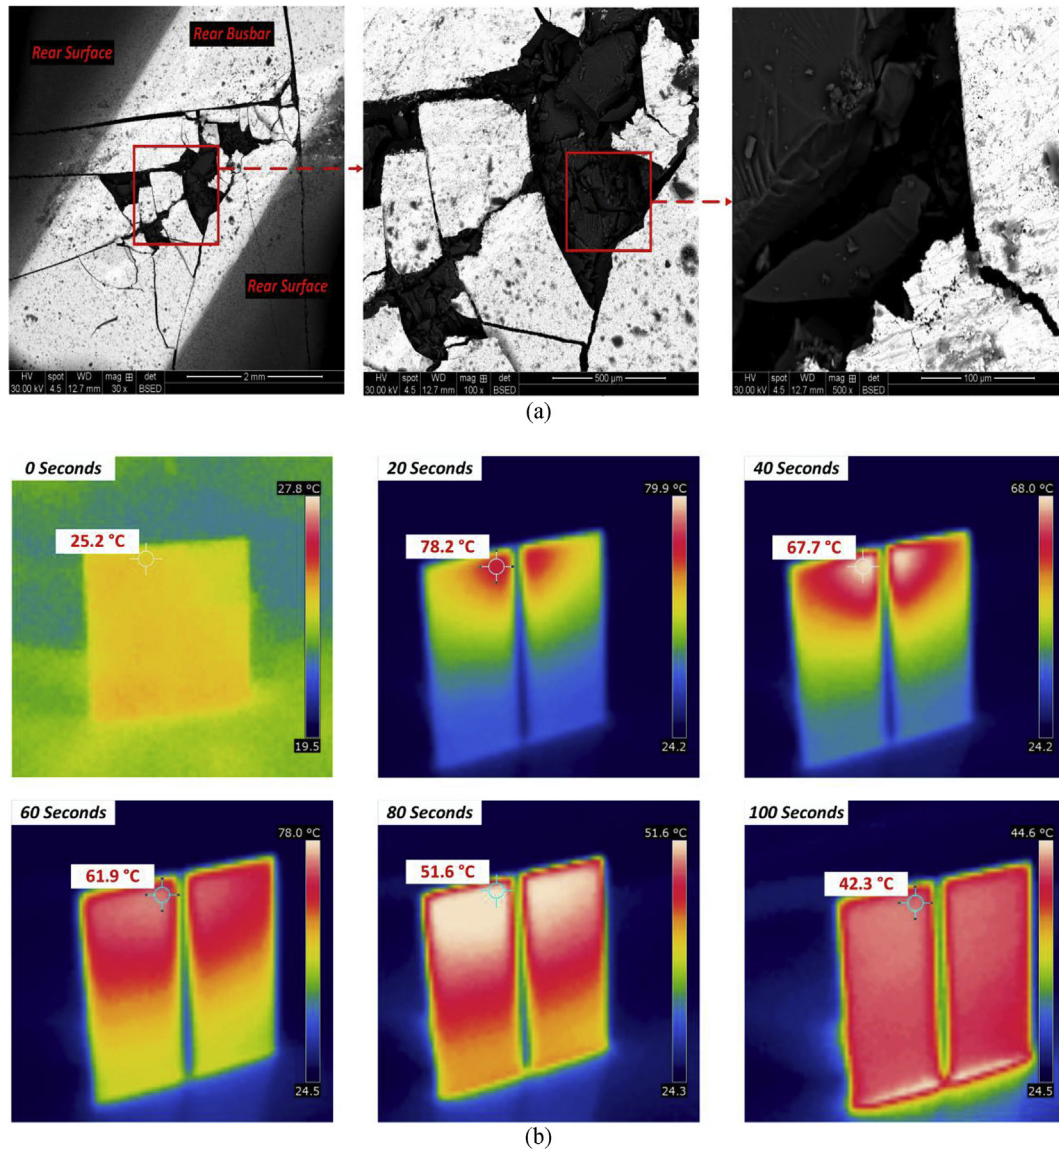 Rear Surface
Rear Busbar
Rear Surface
HV spot WD mag ⊞ det
30.00 kV 4.5 12.7 mm 30 x BSED
2 mm
HV spot WD mag ⊞ det
30.00 kV 4.5 12.7 mm 100 x BSED
500 µm
HV spot WD mag ⊞ det
30.00 kV 4.5 12.7 mm 500 x BSED
100 µm
(a)
0 Seconds
27.8 °C
25.2 °C
19.5
20 Seconds
79.9 °C
78.2 °C
24.2
40 Seconds
68.0 °C
67.7 °C
24.2
60 Seconds
78.0 °C
61.9 °C
24.5
80 Seconds
51.6 °C
51.6 °C
24.3
100 Seconds
44.6 °C
42.3 °C
24.5
(b)